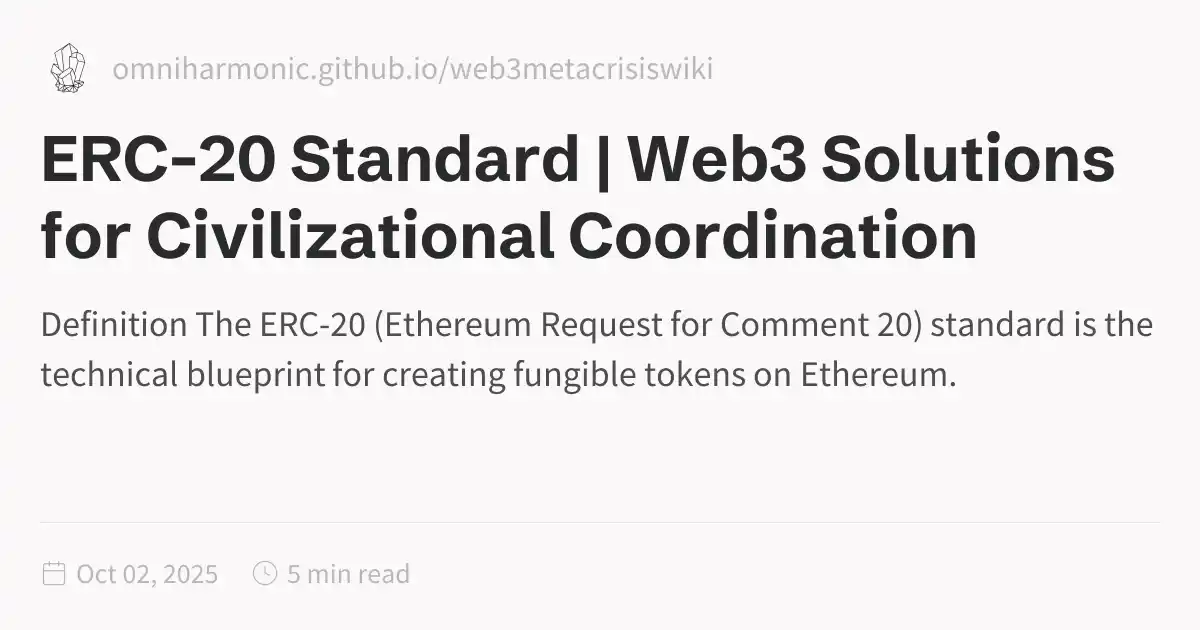 omniharmonic.github.io/web3metacrisiswiki
ERC-20 Standard | Web3 Solutions
for Civilizational Coordination
Definition The ERC-20 (Ethereum Request for Comment 20) standard is the
technical blueprint for creating fungible tokens on Ethereum.
Oct 02, 2025 5 min read